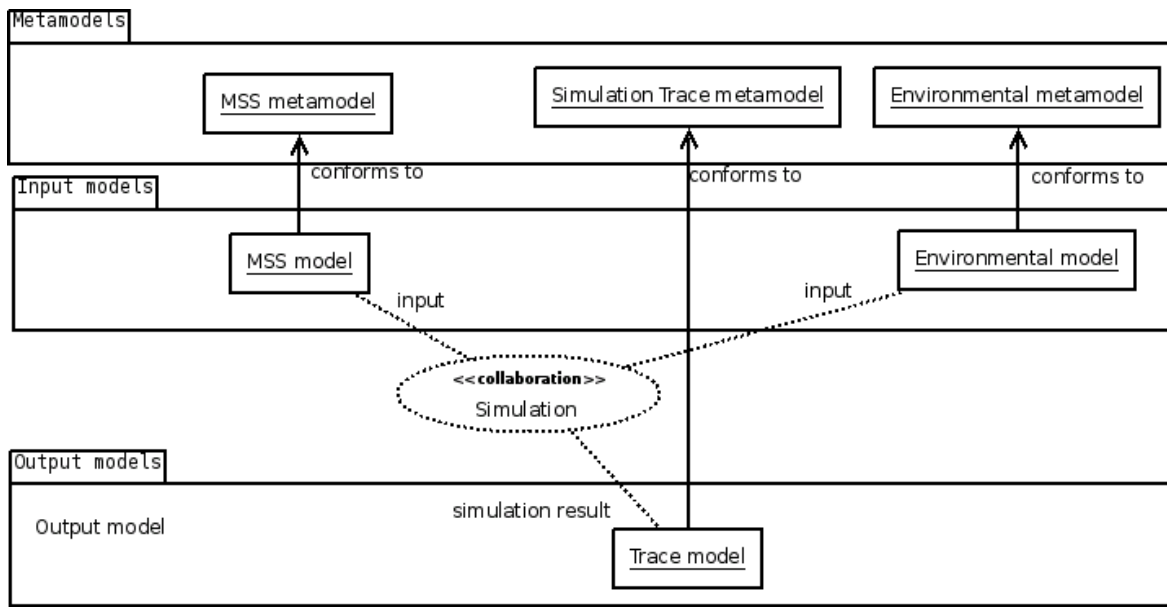 Metamodels
MSS metamodel
Simulation Trace metamodel
Environmental metamodel
conforms to
conforms to
conforms to
Input models
MSS model
Environmental model
input
input
<<collaboration>>
Simulation
Output models
simulation result
Output model
Trace model